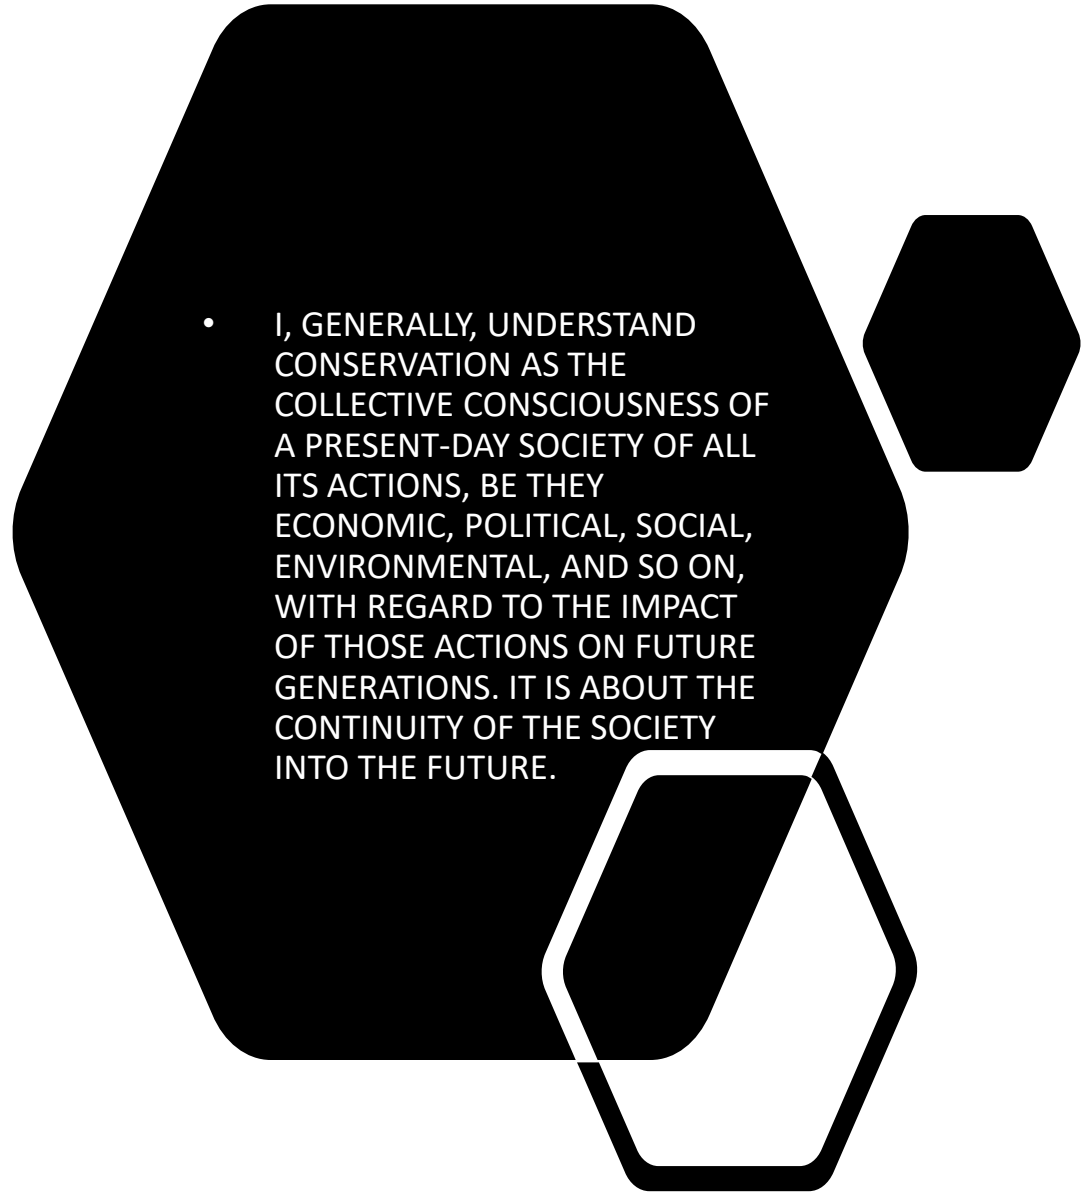 • I, GENERALLY, UNDERSTAND
CONSERVATION AS THE
COLLECTIVE CONSCIOUSNESS OF
A PRESENT-DAY SOCIETY OF ALL
ITS ACTIONS, BE THEY
ECONOMIC, POLITICAL, SOCIAL,
ENVIRONMENTAL, AND SO ON,
WITH REGARD TO THE IMPACT
OF THOSE ACTIONS ON FUTURE
GENERATIONS. IT IS ABOUT THE
CONTINUITY OF THE SOCIETY
INTO THE FUTURE.